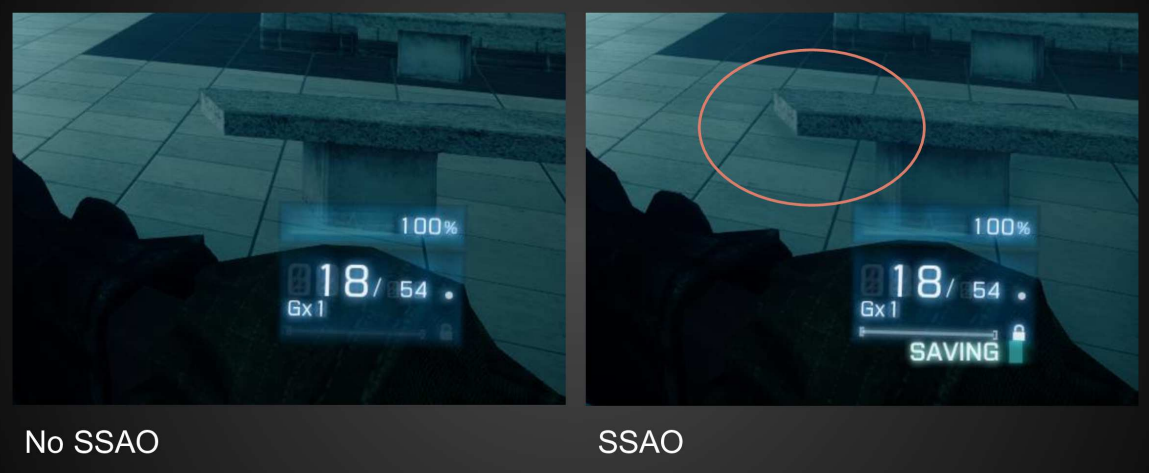 100%
18/ 54
Gx1
100%
18/ 54
Gx1
SAVING
No SSAO
SSAO